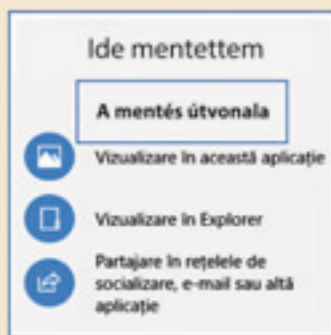 Ide mentettem
A mentés útvonala
Vizualizare în această aplicație
Vizualizare în Explorer
Partajare în rețelele de
socializare, e-mail sau altă
aplicație